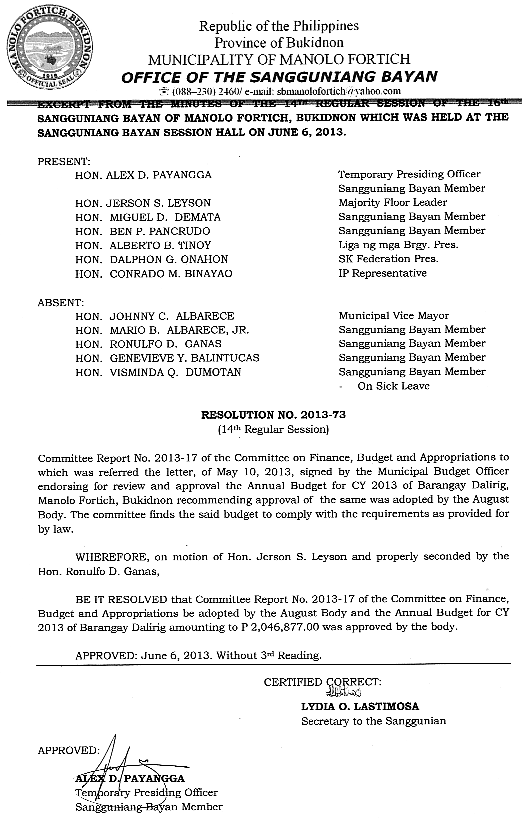 MANOLO FORTICH, BUKIDNON
OFFICIAL SEAL
Republic of the Philippines
Province of Bukidnon
MUNICIPALITY OF MANOLO FORTICH
OFFICE OF THE SANGGUNIANG BAYAN
(088–230) 2460/ e-mail: sbmanolofortich@yahoo.com
EXCERPT FROM THE MINUTES OF THE 14th REGULAR SESSION OF THE 16th
SANGGUNIANG BAYAN OF MANOLO FORTICH, BUKIDNON WHICH WAS HELD AT THE
SANGGUNIANG BAYAN SESSION HALL ON JUNE 6, 2013.
PRESENT:
HON. ALEX D. PAYANGGA Temporary Presiding Officer
Sangguniang Bayan Member
HON. JERSON S. LEYSON Majority Floor Leader
HON. MIGUEL D. DEMATA Sangguniang Bayan Member
HON. BEN P. PANCRUDO Sangguniang Bayan Member
HON. ALBERTO B. TINOY Liga ng mga Brgy. Pres.
HON. DALPHON G. ONAHON SK Federation Pres.
HON. CONRADO M. BINAYAO IP Representative
ABSENT:
HON. JOHNNY C. ALBARECE Municipal Vice Mayor
HON. MARIO B. ALBARECE, JR. Sangguniang Bayan Member
HON. RONULFO D. GANAS Sangguniang Bayan Member
HON. GENEVIEVE Y. BALINTUCAS Sangguniang Bayan Member
HON. VISMINDA Q. DUMOTAN Sangguniang Bayan Member
- On Sick Leave
RESOLUTION NO. 2013-73
(14th Regular Session)
Committee Report No. 2013-17 of the Committee on Finance, Budget and Appropriations to
which was referred the letter, of May 10, 2013, signed by the Municipal Budget Officer
endorsing for review and approval the Annual Budget for CY 2013 of Barangay Dalirig,
Manolo Fortich, Bukidnon recommending approval of the same was adopted by the August
Body. The committee finds the said budget to comply with the requirements as provided for
by law.
WHEREFORE, on motion of Hon. Jerson S. Leyson and properly seconded by the
Hon. Ronulfo D. Ganas,
BE IT RESOLVED that Committee Report No. 2013-17 of the Committee on Finance,
Budget and Appropriations be adopted by the August Body and the Annual Budget for CY
2013 of Barangay Dalirig amounting to P 2,046,877.00 was approved by the body.
APPROVED: June 6, 2013. Without 3rd Reading.
CERTIFIED CORRECT:
LYDIA O. LASTIMOSA
Secretary to the Sanggunian
APPROVED:
ALEX D. PAYANGGA
Temporary Presiding Officer
Sangguniang Bayan Member